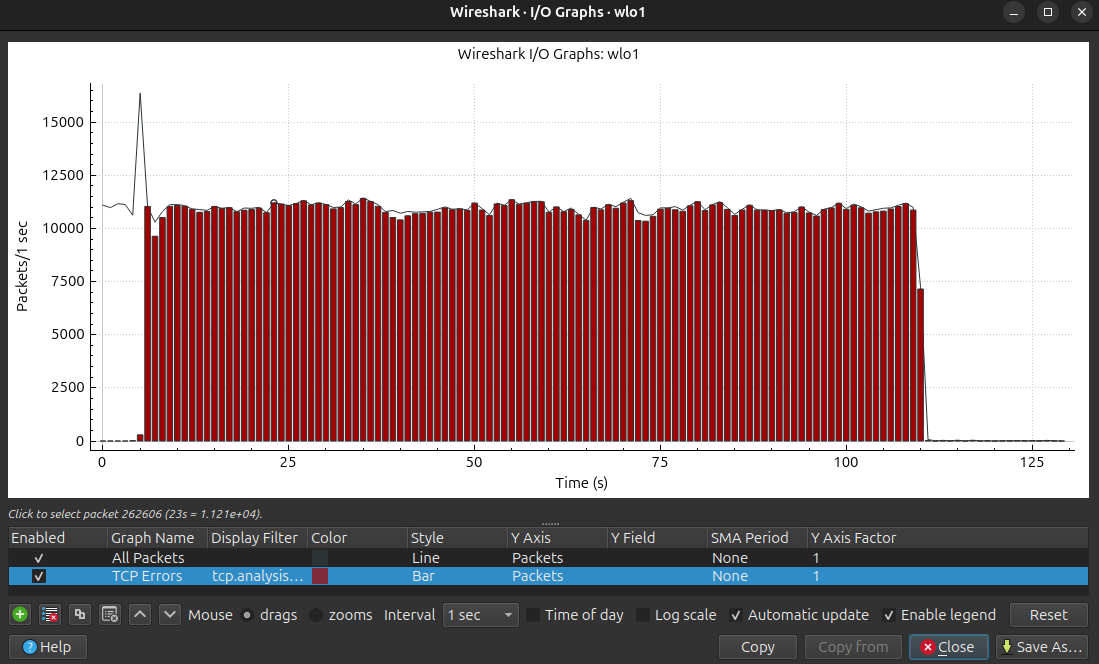 Wireshark · I/O Graphs · wlo1
Wireshark I/O Graphs: wlo1
15000
12500
10000
7500
5000
2500
0
Packets/1 sec
0 25 50 75 100 125
Time (s)
Click to select packet 262606 (23s = 1.121e+04).
Enabled Graph Name Display Filter Color Style Y Axis Y Field SMA Period Y Axis Factor
All Packets Line Packets None 1
TCP Errors tcp.analysis… Bar Packets None 1
Mouse drags zooms Interval 1 sec Time of day Log scale Automatic update Enable legend Reset
Help Copy Copy from Close Save As…